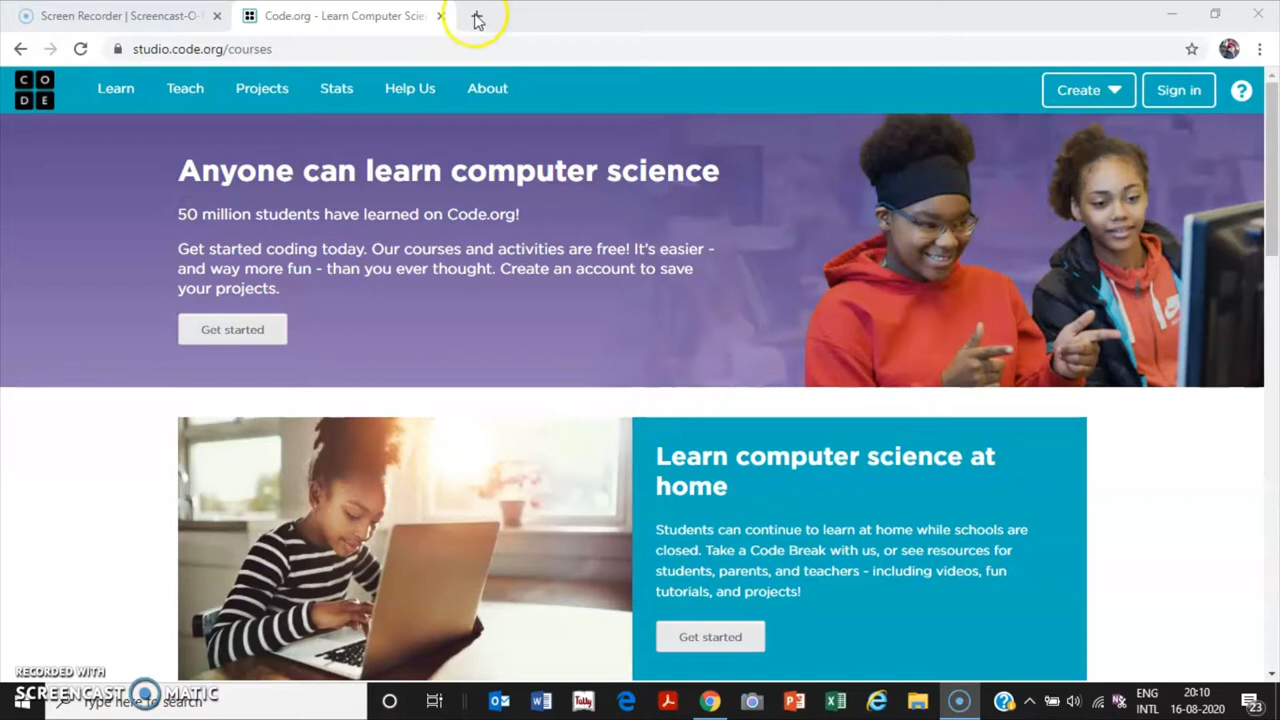 Screen Recorder | Screencast-O-
Code.org - Learn Computer Scie
studio.code.org/courses
CODE
Learn Teach Projects Stats Help Us About Create Sign in ?
Anyone can learn computer science
50 million students have learned on Code.org!
Get started coding today. Our courses and activities are free! It's easier -
and way more fun - than you ever thought. Create an account to save
your projects.
Get started
Learn computer science at
home
Students can continue to learn at home while schools are
closed. Take a Code Break with us, or see resources for
students, parents, and teachers - including videos, fun
tutorials, and projects!
Get started
RECORDED WITH
SCREENCAST MATIC
Type here to search
Tally
ENG
INTL
20:10
16-08-2020
23